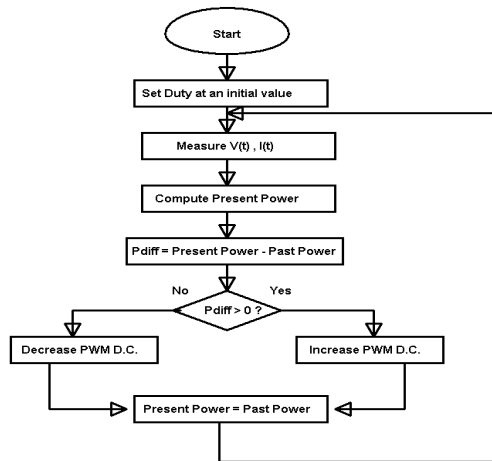 Start
Set Duty at an initial value
Measure V(t) , I(t)
Compute Present Power
Pdiff = Present Power - Past Power
No
Yes
Pdiff > 0 ?
Decrease PWM D.C.
Increase PWM D.C.
Present Power = Past Power